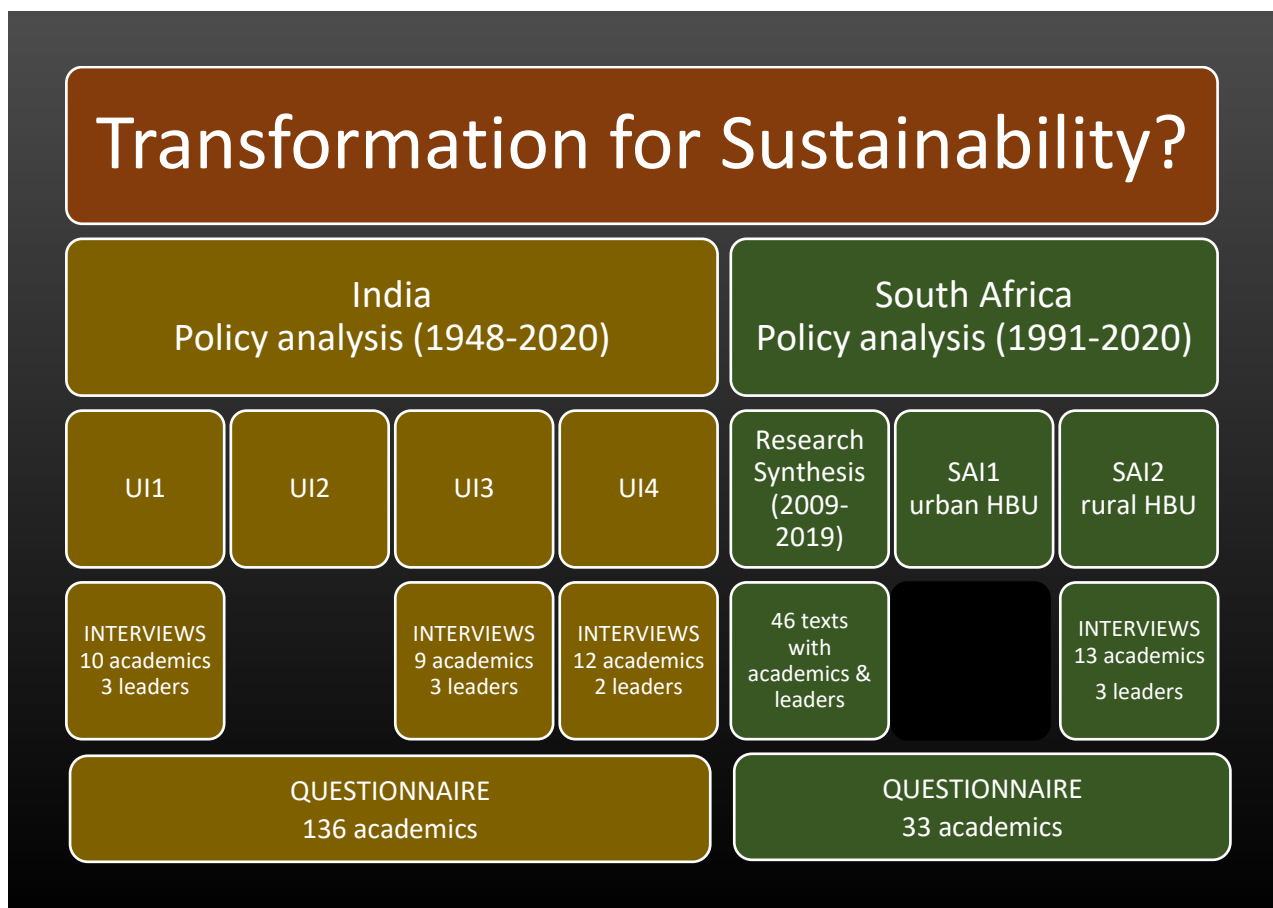 Transformation for Sustainability?
India
Policy analysis (1948-2020)
South Africa
Policy analysis (1991-2020)
UI1
UI2
UI3
UI4
Research
Synthesis
(2009-
2019)
SAI1
urban HBU
SAI2
rural HBU
INTERVIEWS
10 academics
3 leaders
INTERVIEWS
9 academics
3 leaders
INTERVIEWS
12 academics
2 leaders
46 texts
with
academics &
leaders
INTERVIEWS
13 academics
3 leaders
QUESTIONNAIRE
136 academics
QUESTIONNAIRE
33 academics